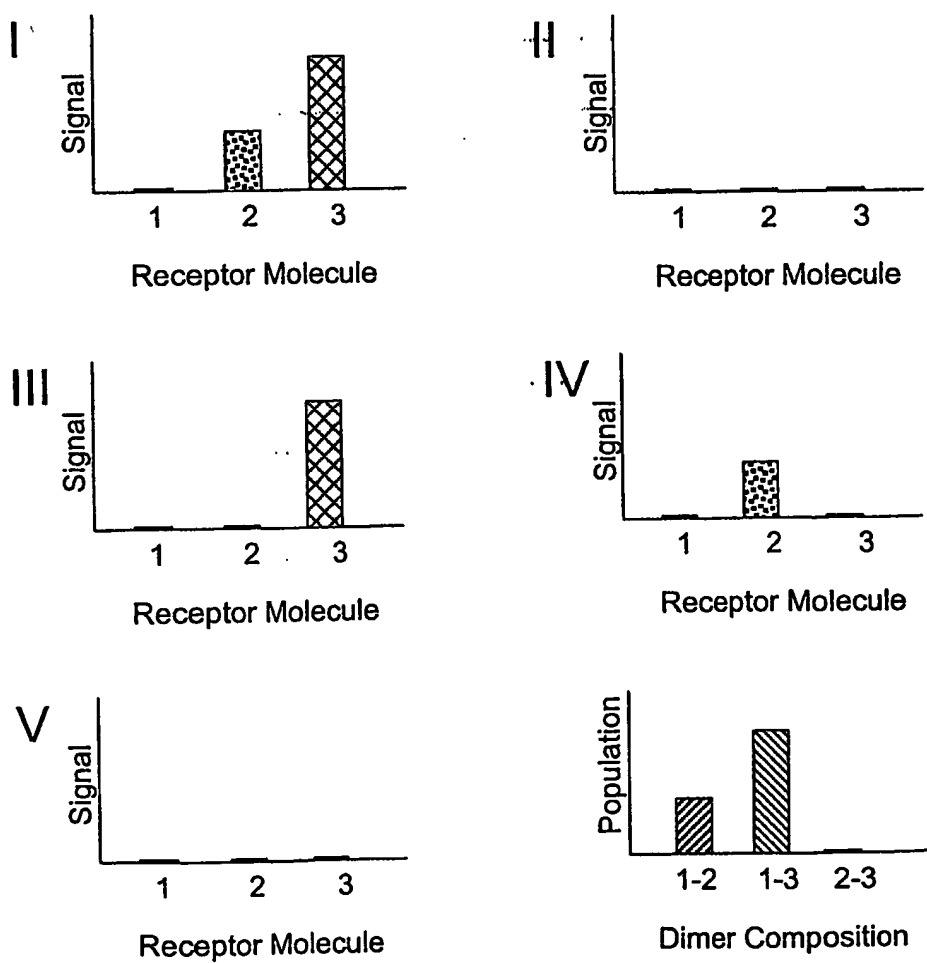 I
Signal
1 2 3
Receptor Molecule
II
Signal
1 2 3
Receptor Molecule
III
Signal
1 2 3
Receptor Molecule
IV
Signal
1 2 3
Receptor Molecule
V
Signal
1 2 3
Receptor Molecule
Population
1-2 1-3 2-3
Dimer Composition